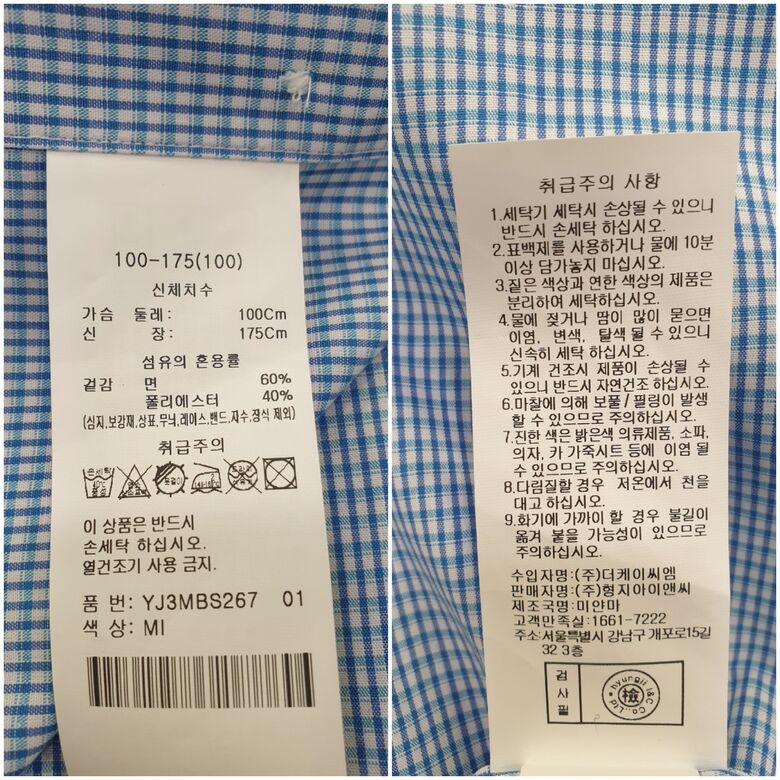 100-175(100)
신체치수
가슴 둘레: 100Cm
신 장: 175Cm
섬유의 혼용률
겉감 면 60%
폴리에스터 40%
(심지,보강재,상표,무늬,레이스,밴드,자수,장식 제외)
취급주의
손세탁
옷걸이
드라이
이 상품은 반드시
손세탁 하십시오.
열건조기 사용 금지.
품 번: YJ3MBS267 01
색 상: MI
취급주의 사항
1.세탁기 세탁시 손상될 수 있으니
반드시 손세탁 하십시오.
2.표백제를 사용하거나 물에 10분
이상 담가놓지 마십시오.
3.짙은 색상과 연한 색상의 제품은
분리하여 세탁하십시오.
4.물에 젖거나 땀이 많이 묻으면
이염, 변색, 탈색 될 수 있으니
신속히 세탁 하십시오.
5.기계 건조시 제품이 손상될 수
있으니 반드시 자연건조 하십시오.
6.마찰에 의해 보풀/필링이 발생
할 수 있으므로 주의하십시오.
7.진한 색은 밝은색 의류제품, 소파,
의자, 카 가죽시트 등에 이염 될
수 있으므로 주의하십시오.
8.다림질할 경우 저온에서 천을
대고 하십시오.
9.화기에 가까이 할 경우 불길이
옮겨 붙을 가능성이 있으므로
주의하십시오.
수입자명:(주)더케이씨엠
판매자명:(주)형지아이앤씨
제조국명:미얀마
고객만족실:1661-7222
주소:서울특별시 강남구 개포로15길
32 3층
검사필
hyungji I&C Co.,Ltd
檢